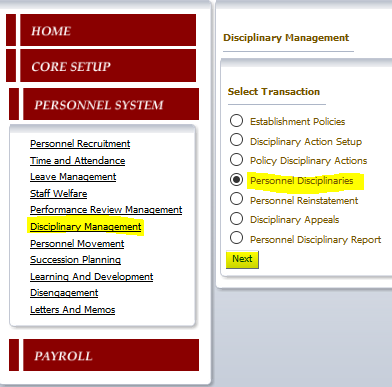 HOME
CORE SETUP
PERSONNEL SYSTEM
Personnel Recruitment
Time and Attendance
Leave Management
Staff Welfare
Performance Review Management
Disciplinary Management
Personnel Movement
Succession Planning
Learning And Development
Disengagement
Letters And Memos
PAYROLL
Disciplinary Management
Select Transaction
Establishment Policies
Disciplinary Action Setup
Policy Disciplinary Actions
Personnel Disciplinaries
Personnel Reinstatement
Disciplinary Appeals
Personnel Disciplinary Report
Next